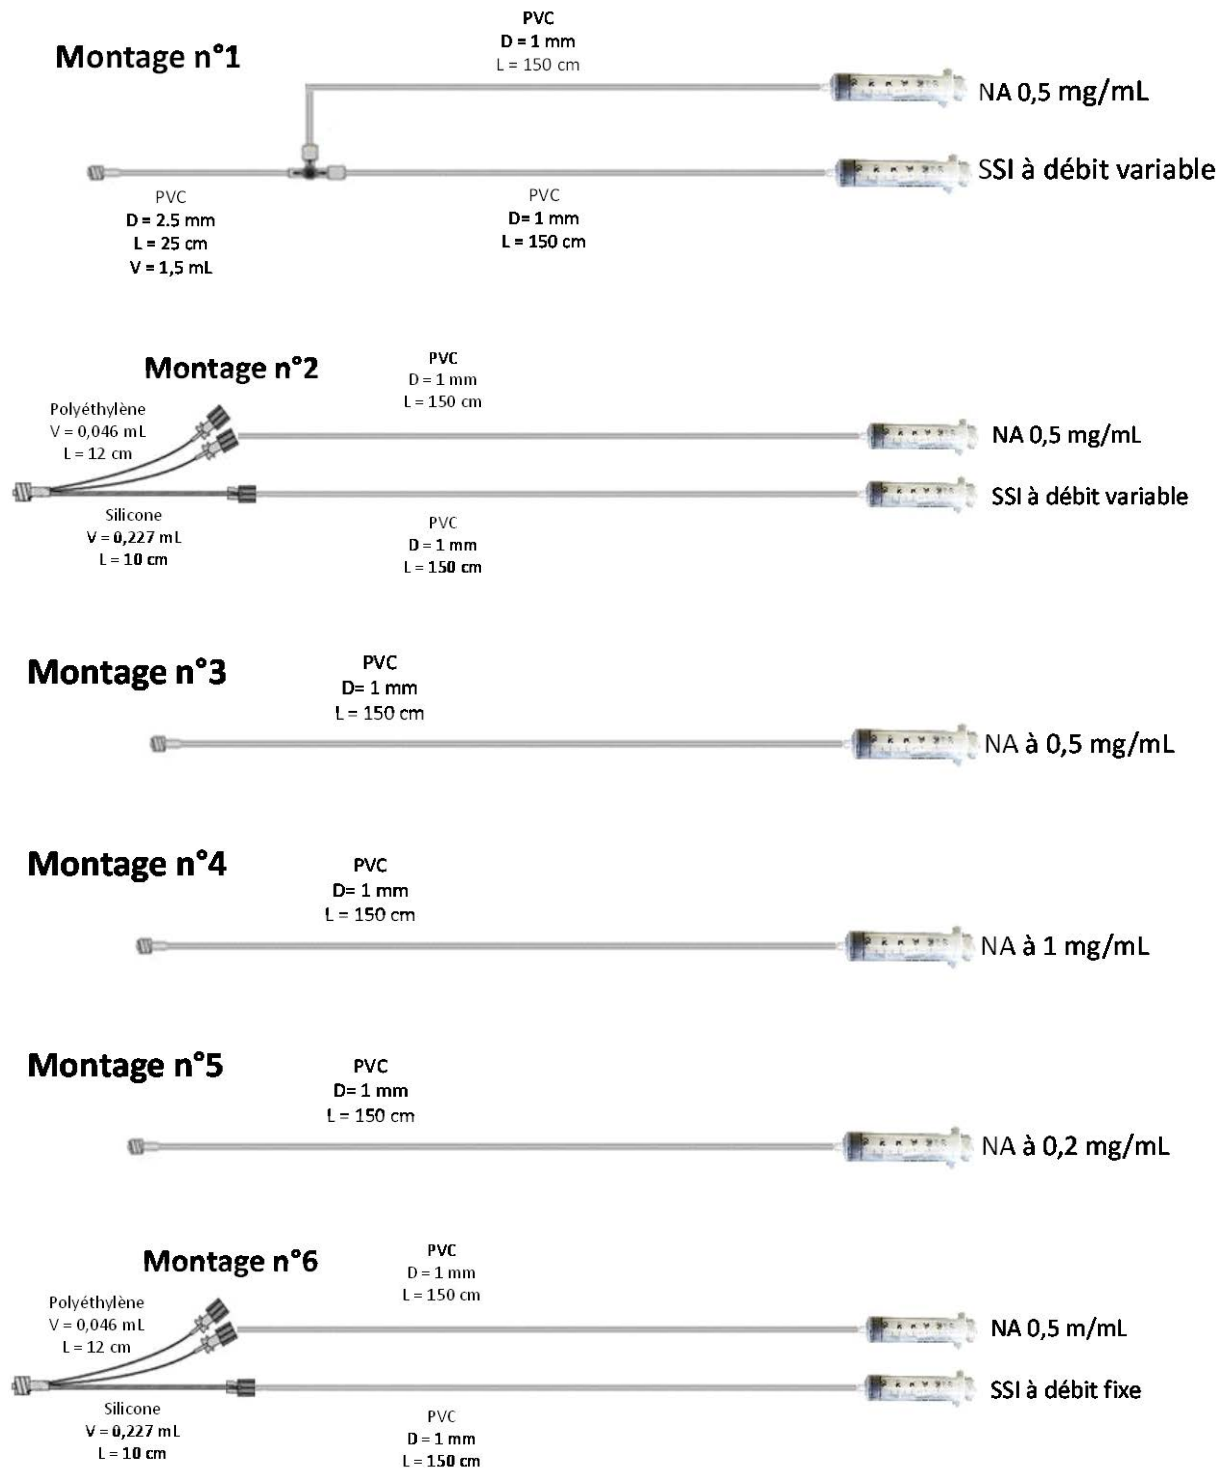 Montage n°1
PVC
D = 1 mm
L = 150 cm
NA 0,5 mg/mL
SSI à débit variable
PVC
D = 2.5 mm
L = 25 cm
V = 1,5 mL
PVC
D= 1 mm
L = 150 cm
Montage n°2
PVC
D = 1 mm
L = 150 cm
Polyéthylène
V = 0,046 mL
L = 12 cm
NA 0,5 mg/mL
SSI à débit variable
Silicone
V = 0,227 mL
L = 10 cm
PVC
D = 1 mm
L = 150 cm
Montage n°3
PVC
D= 1 mm
L = 150 cm
NA à 0,5 mg/mL
Montage n°4
PVC
D= 1 mm
L = 150 cm
NA à 1 mg/mL
Montage n°5
PVC
D= 1 mm
L = 150 cm
NA à 0,2 mg/mL
Montage n°6
PVC
D = 1 mm
L = 150 cm
Polyéthylène
V = 0,046 mL
L = 12 cm
NA 0,5 m/mL
SSI à débit fixe
Silicone
V = 0,227 mL
L = 10 cm
PVC
D = 1 mm
L = 150 cm